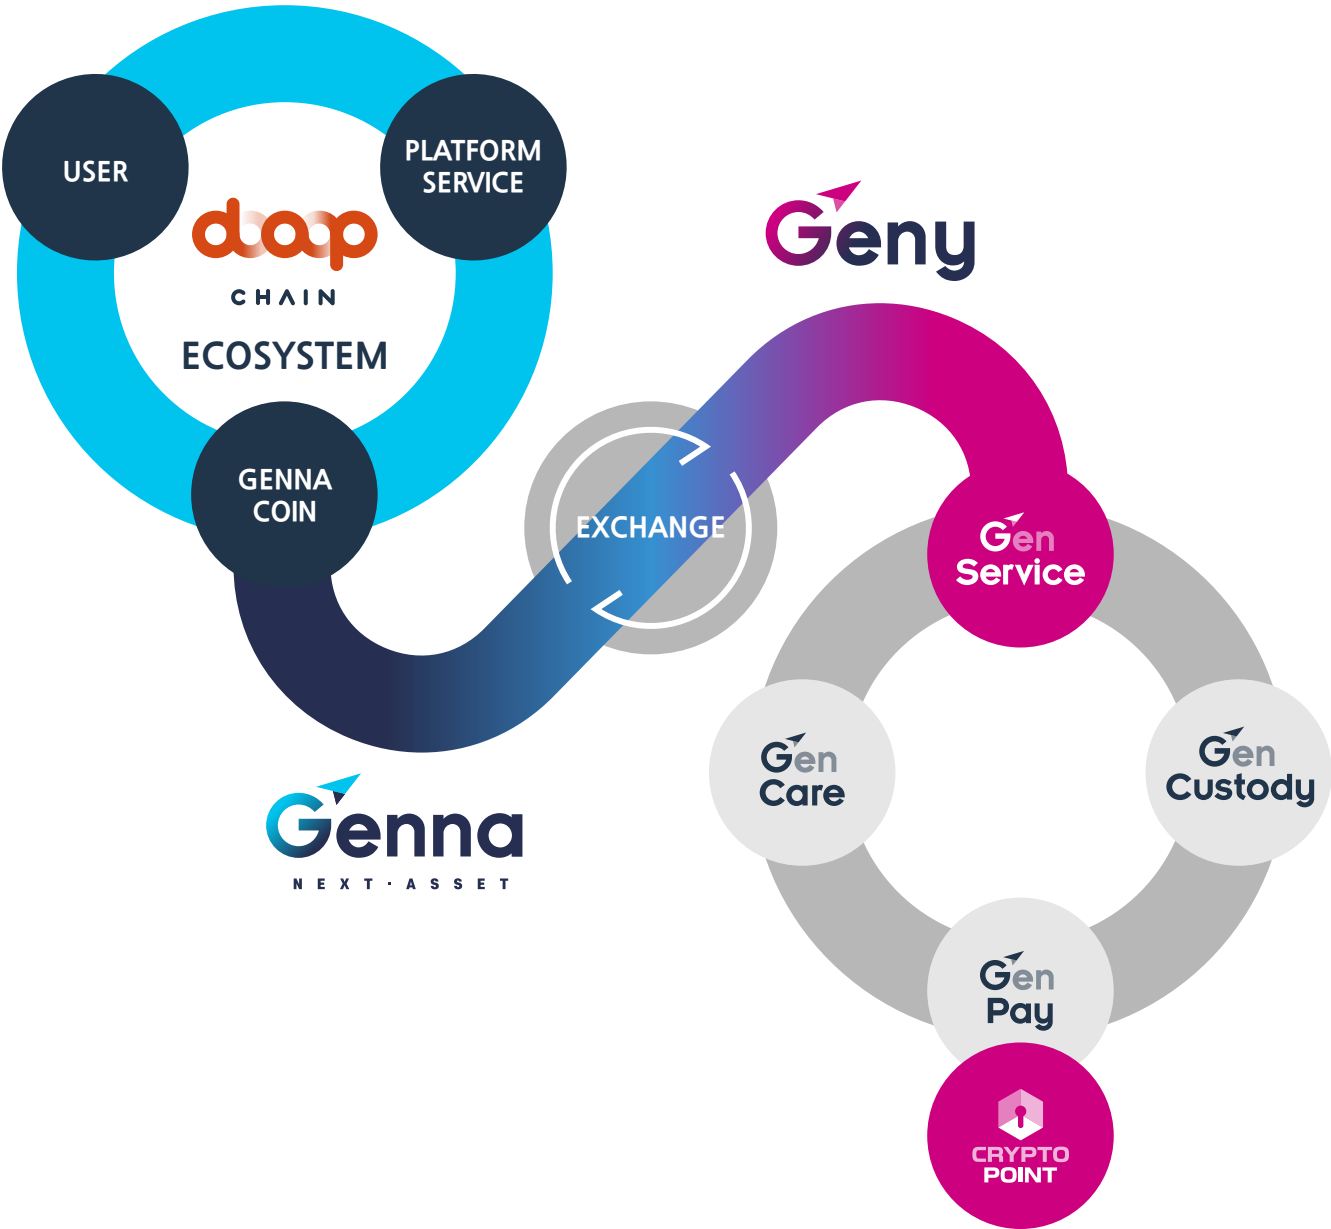 USER
PLATFORM
SERVICE
dap
CHAIN
ECOSYSTEM
GENNA
COIN
Geny
EXCHANGE
Gen
Service
Gen
Care
Gen
Custody
Genna
NEXT·ASSET
Gen
Pay
CRYPTO
POINT